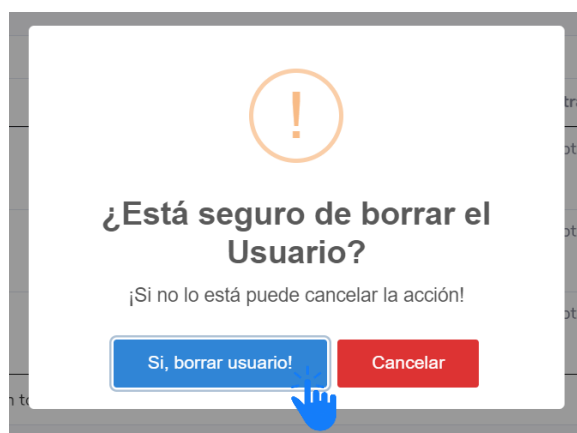 !
¿Está seguro de borrar el
Usuario?
¡Si no lo está puede cancelar la acción!
Si, borrar usuario!
Cancelar